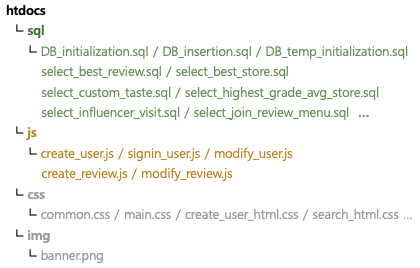 htdocs
└ sql
└ DB_initialization.sql / DB_insertion.sql / DB_temp_initialization.sql
select_best_review.sql / select_best_store.sql
select_custom_taste.sql / select_highest_grade_avg_store.sql
select_influencer_visit.sql / select_join_review_menu.sql ...
└ js
└ create_user.js / signin_user.js / modify_user.js
create_review.js / modify_review.js
└ css
└ common.css / main.css / create_user_html.css / search_html.css ...
└ img
└ banner.png